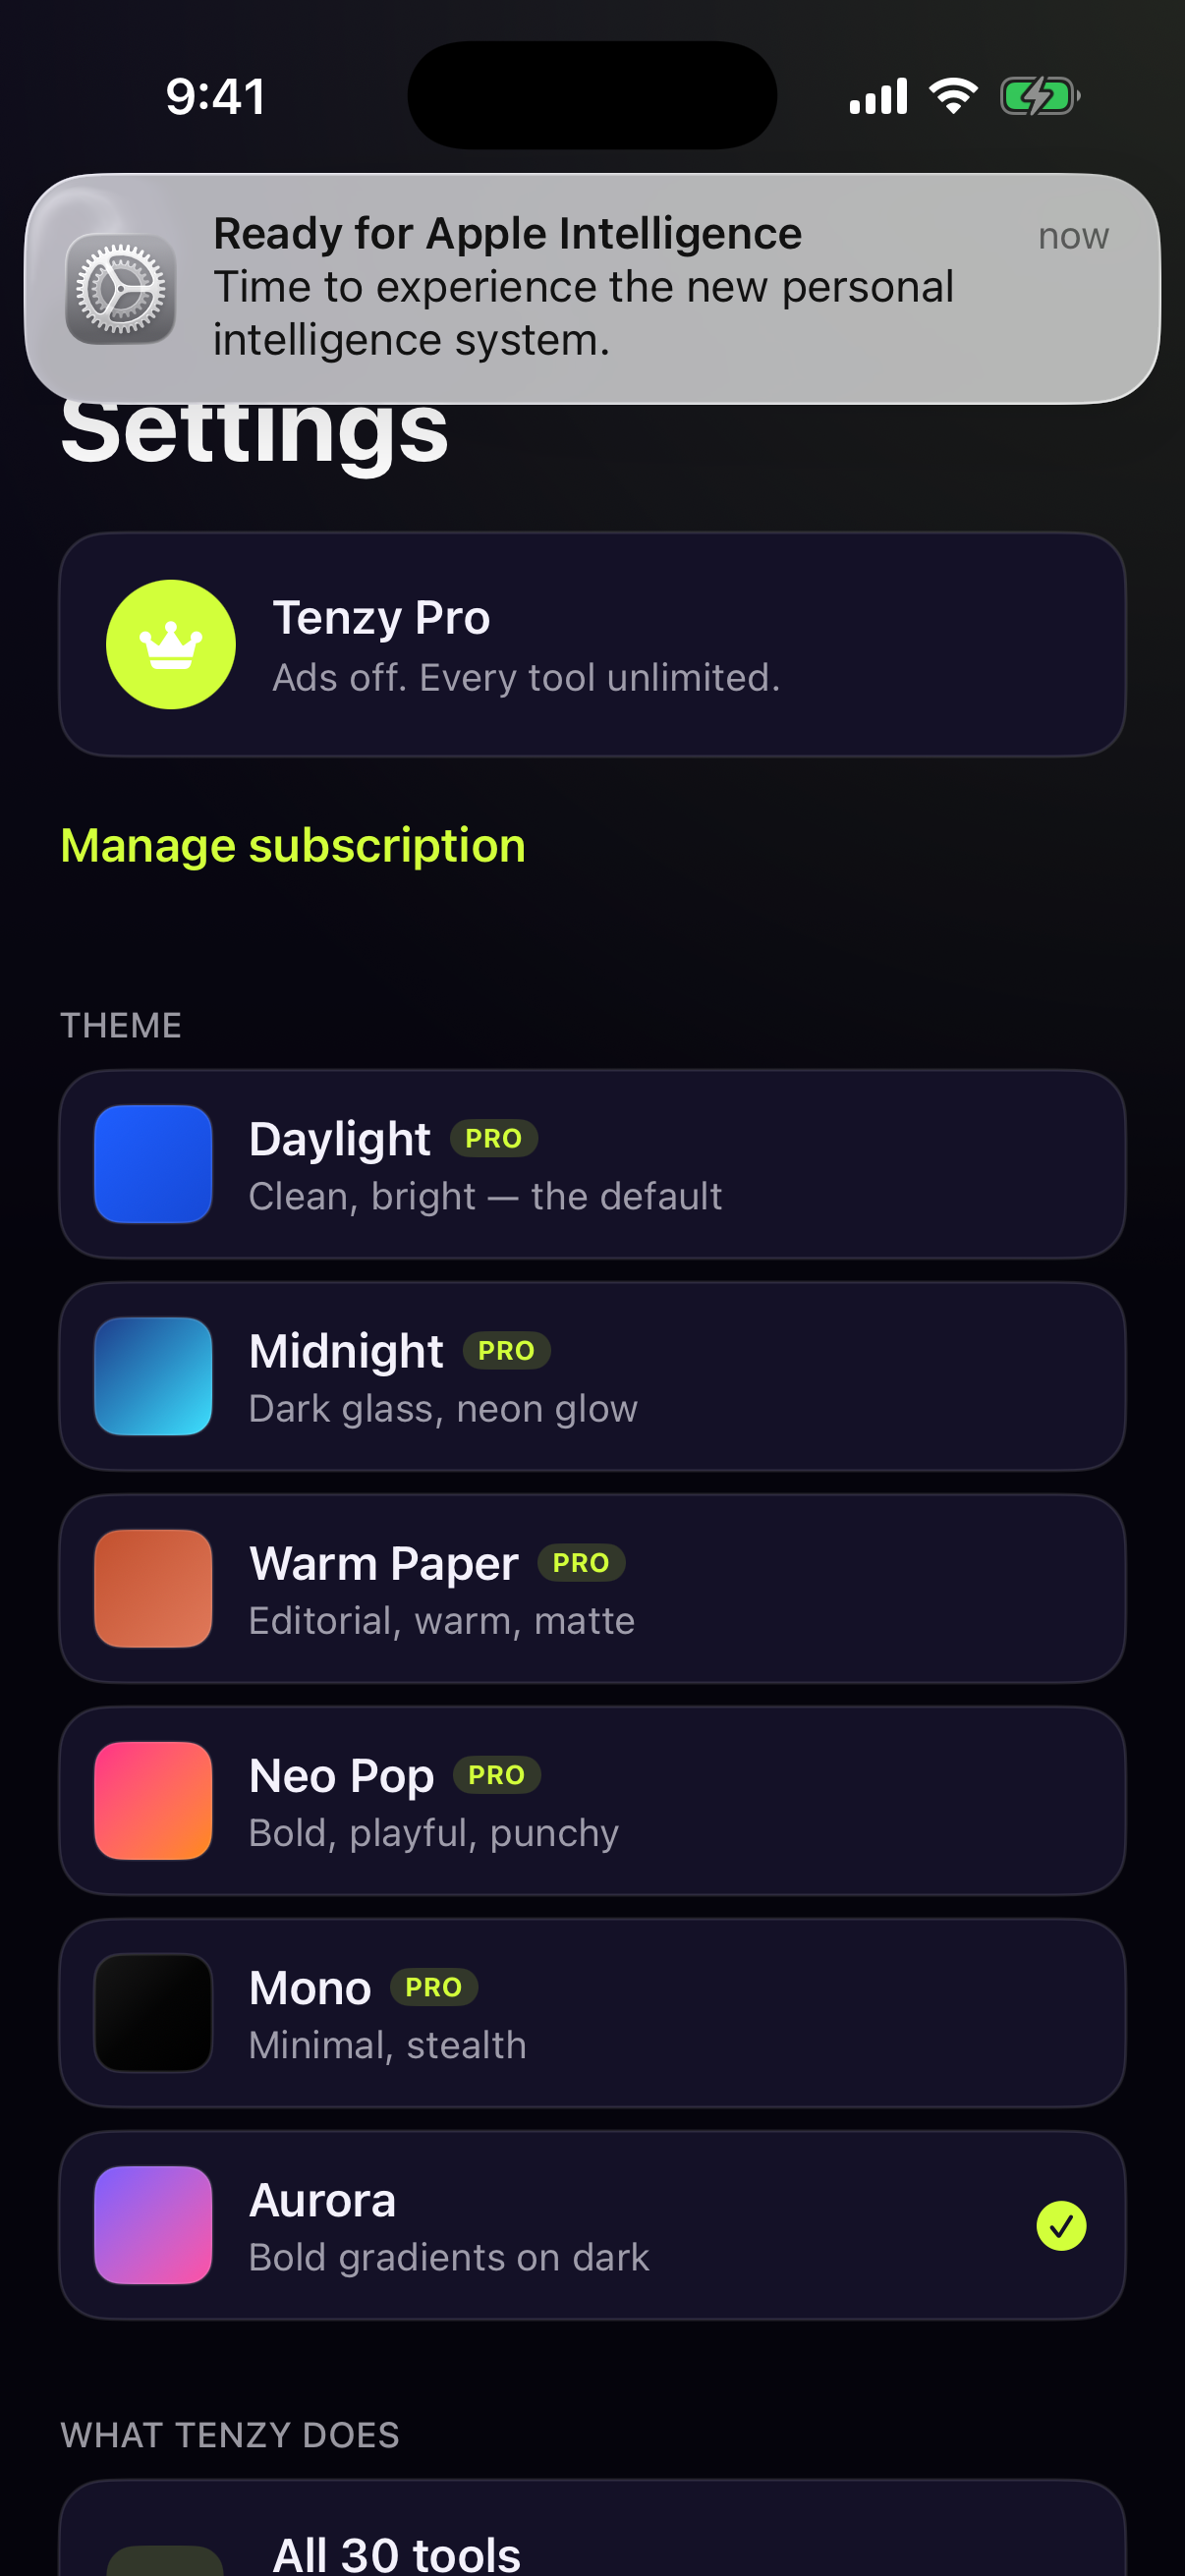 9:41
Ready for Apple Intelligence
now
Time to experience the new personal
intelligence system.
Settings
Tenzy Pro
Ads off. Every tool unlimited.
Manage subscription
THEME
Daylight PRO
Clean, bright — the default
Midnight PRO
Dark glass, neon glow
Warm Paper PRO
Editorial, warm, matte
Neo Pop PRO
Bold, playful, punchy
Mono PRO
Minimal, stealth
Aurora
Bold gradients on dark
WHAT TENZY DOES
All 30 tools